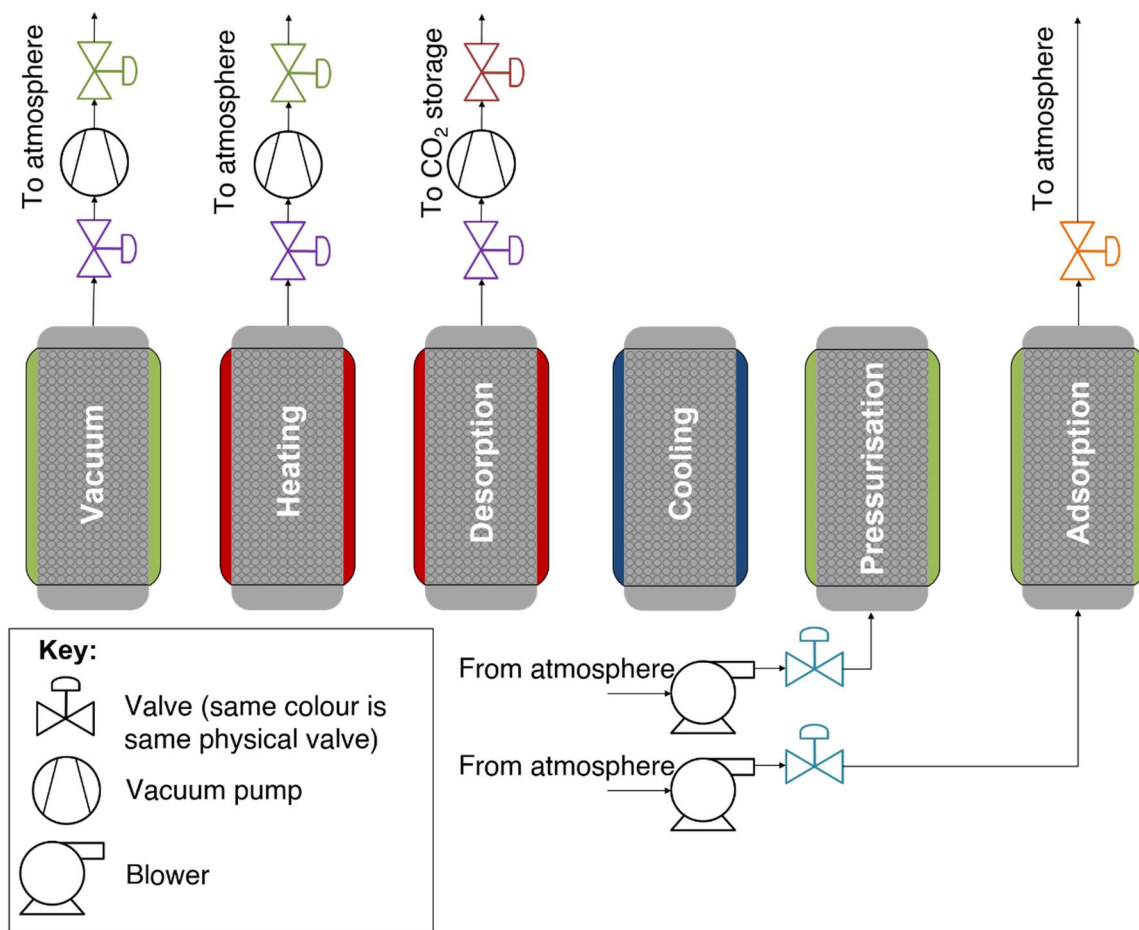 To atmosphere
To atmosphere
To CO₂ storage
To atmosphere
Vacuum
Heating
Desorption
Cooling
Pressurisation
Adsorption
From atmosphere
From atmosphere
Key:
Valve (same colour is
same physical valve)
Vacuum pump
Blower